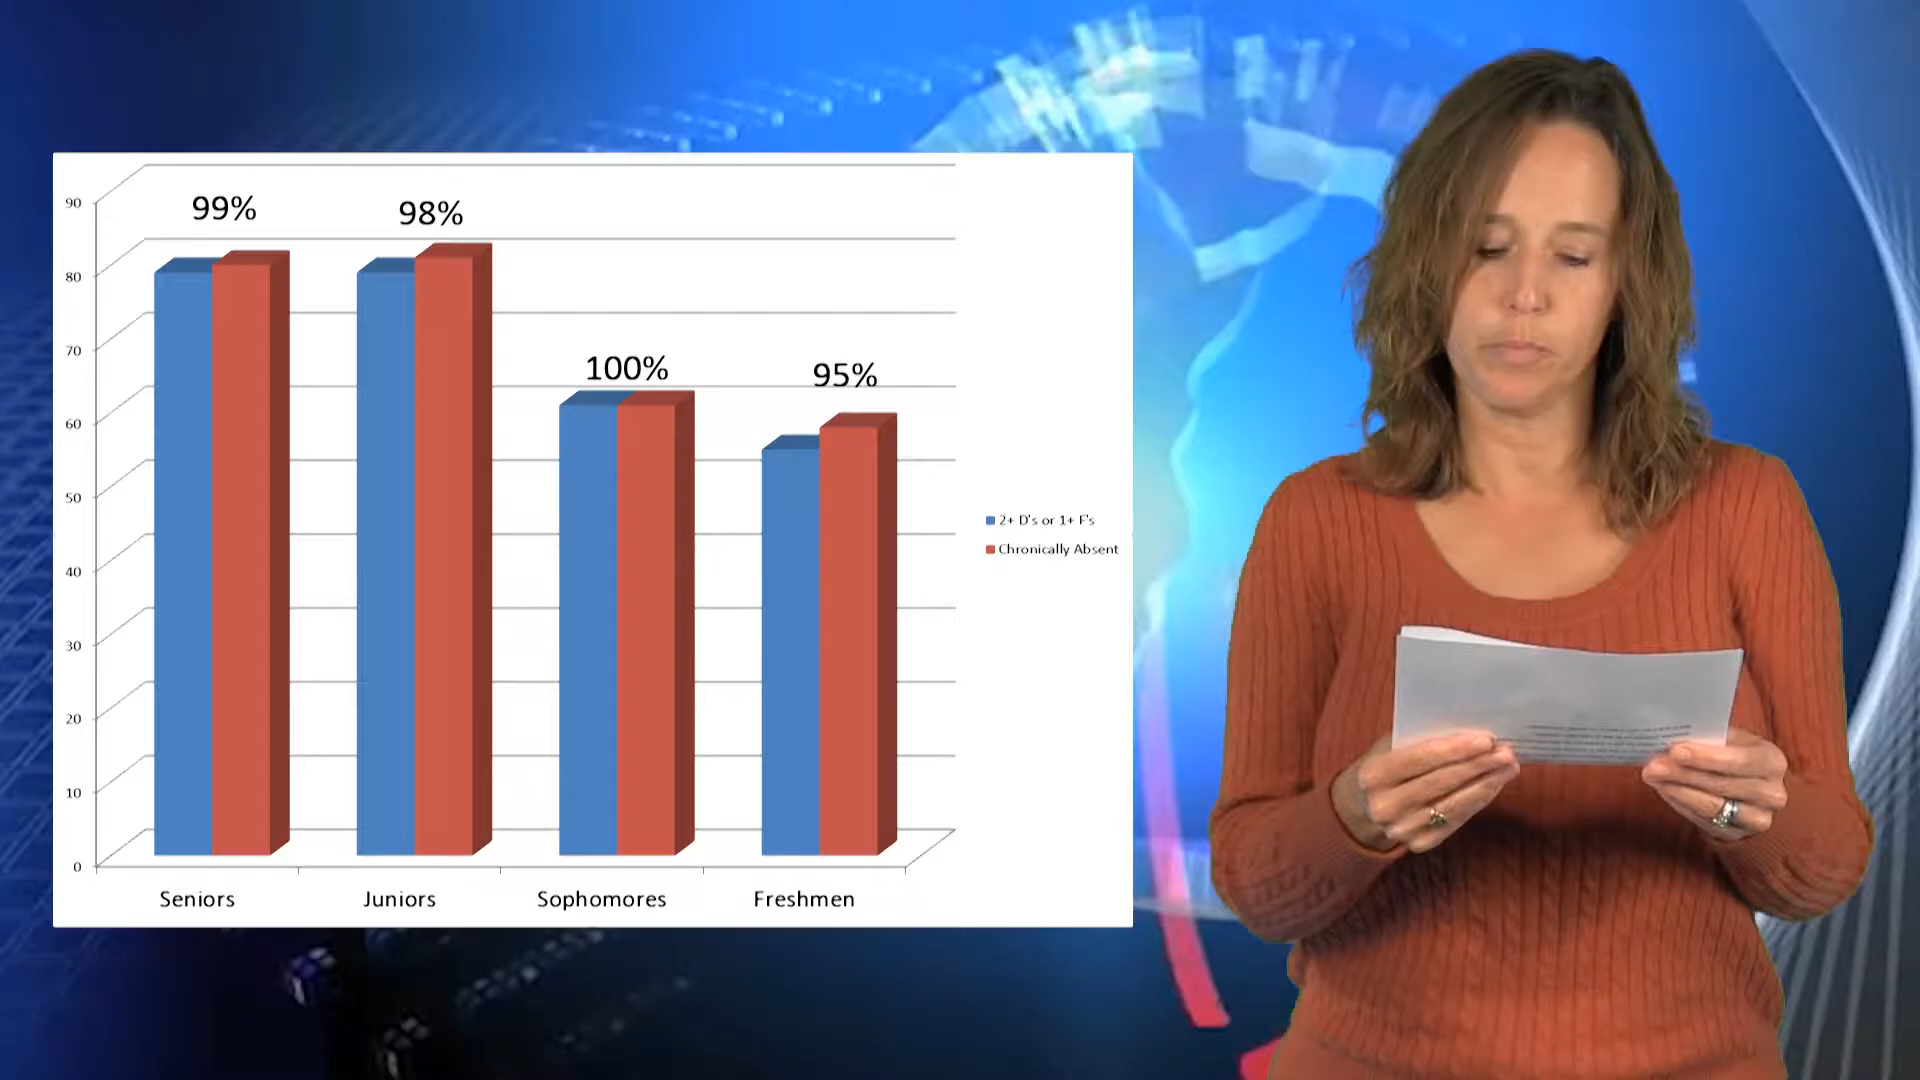 99%
98%
100%
95%
90
80
70
60
50
40
30
20
10
0
Seniors
Juniors
Sophomores
Freshmen
2+ D's or 1+ F's
Chronically Absent